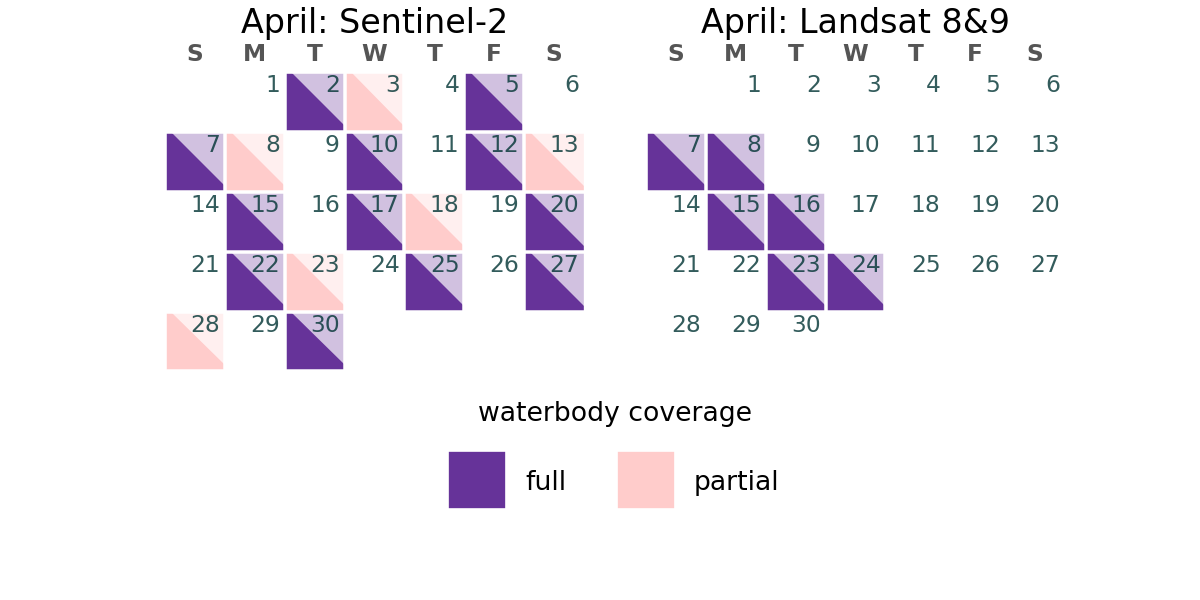 April: Sentinel-2
S M T W T F S
1 2 3 4 5 6
7 8 9 10 11 12 13
14 15 16 17 18 19 20
21 22 23 24 25 26 27
28 29 30
April: Landsat 8&9
S M T W T F S
1 2 3 4 5 6
7 8 9 10 11 12 13
14 15 16 17 18 19 20
21 22 23 24 25 26 27
28 29 30
waterbody coverage
full partial